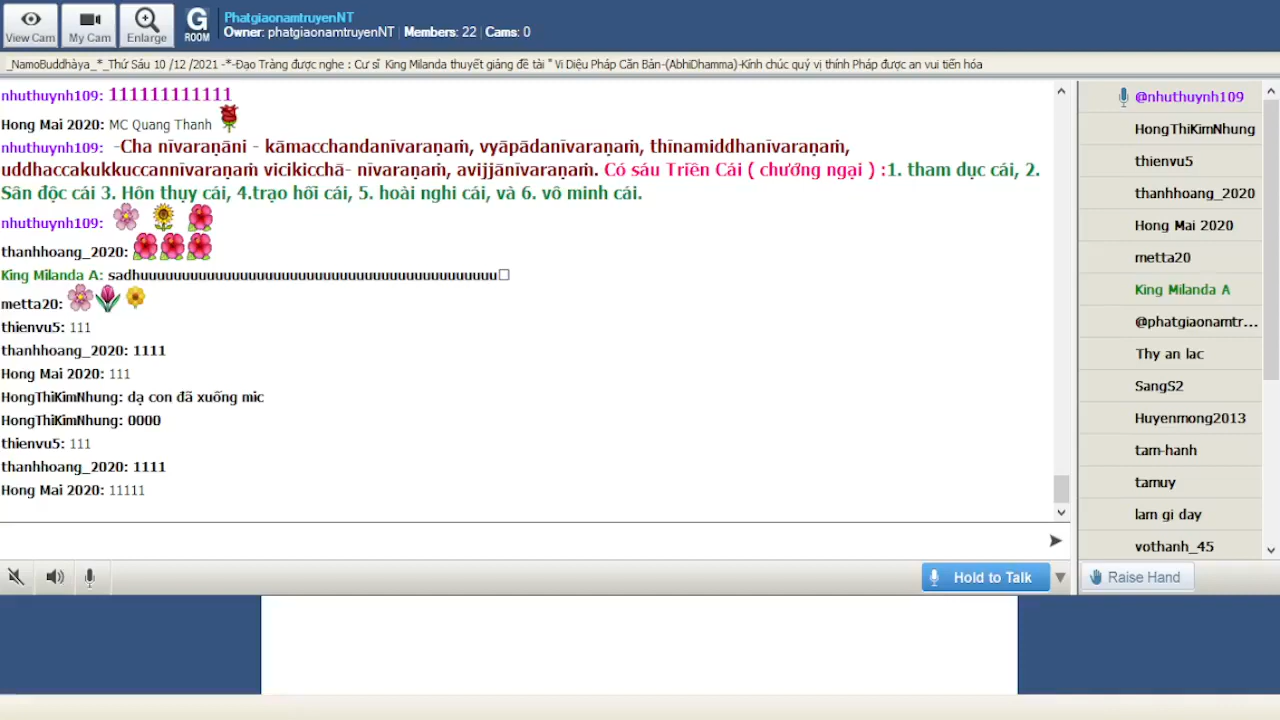 View Cam
My Cam
Enlarge
G
ROOM
PhatgiaonamtruyenNT
Owner: phatgiaonamtruyenNT | Members: 22 | Cams: 0
_NamoBuddhàya_*_Thứ Sáu 10 /12 /2021 -*-Đạo Tràng được nghe : Cư sĩ  King Milanda thuyết giảng đề tài " Vi Diệu Pháp Căn Bản-(AbhiDhamma)-Kính chúc quý vị thính Pháp được an vui tiến hóa
nhuthuynh109: 111111111111
Hong Mai 2020: MC Quang Thanh
nhuthuynh109:  -Cha nīvaraṇāni - kāmacchandanīvaraṇaṁ, vyāpādanīvaraṇaṁ, thīnamiddhanīvaraṇaṁ,
uddhaccakukkuccannīvaraṇaṁ vicikicchā- nīvaraṇaṁ, avijjānīvaraṇaṁ. Có sáu Triền Cái ( chướng ngại ) :1. tham dục cái, 2.
Sân độc cái 3. Hôn thụy cái, 4.trạo hối cái, 5. hoài nghi cái, và 6. vô minh cái.
nhuthuynh109:
thanhhoang_2020:
King Milanda A: sadhuuuuuuuuuuuuuuuuuuuuuuuuuuuuuuuuuuuuuuuuuuu
metta20:
thienvu5: 111
thanhhoang_2020: 1111
Hong Mai 2020: 111
HongThiKimNhung: dạ con đã xuống mic
HongThiKimNhung: 0000
thienvu5: 111
thanhhoang_2020: 1111
Hong Mai 2020: 11111
@nhuthuynh109
HongThiKimNhung
thienvu5
thanhhoang_2020
Hong Mai 2020
metta20
King Milanda A
@phatgiaonamtr...
Thy an lac
SangS2
Huyenmong2013
tam-hanh
tamuy
lam gi day
vothanh_45
Hold to Talk
Raise Hand